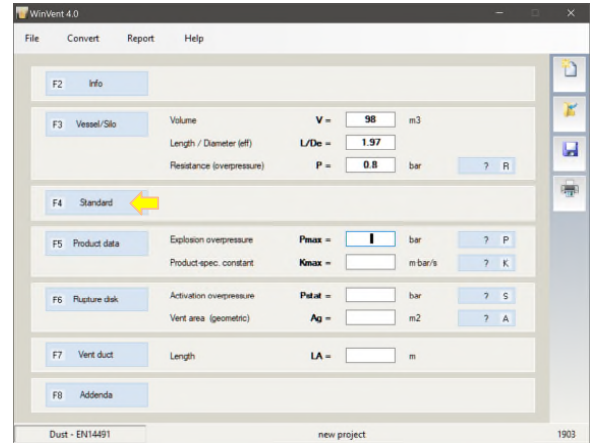 WinVent 4.0
File Convert Report Help
F2 Info
F3 Vessel/Silo Volume V = 98 m3
Length / Diameter (eff) L/De = 1.97
Resistance (overpressure) P = 0.8 bar ? R
F4 Standard
F5 Product data Explosion overpressure Pmax = bar ? P
Product-spec. constant Kmax = m·bar/s ? K
F6 Rupture disk Activation overpressure Pstat = bar ? S
Vent area (geometric) Ag = m2 ? A
F7 Vent duct Length LA = m
F8 Addenda
Dust - EN14491 new project 1903